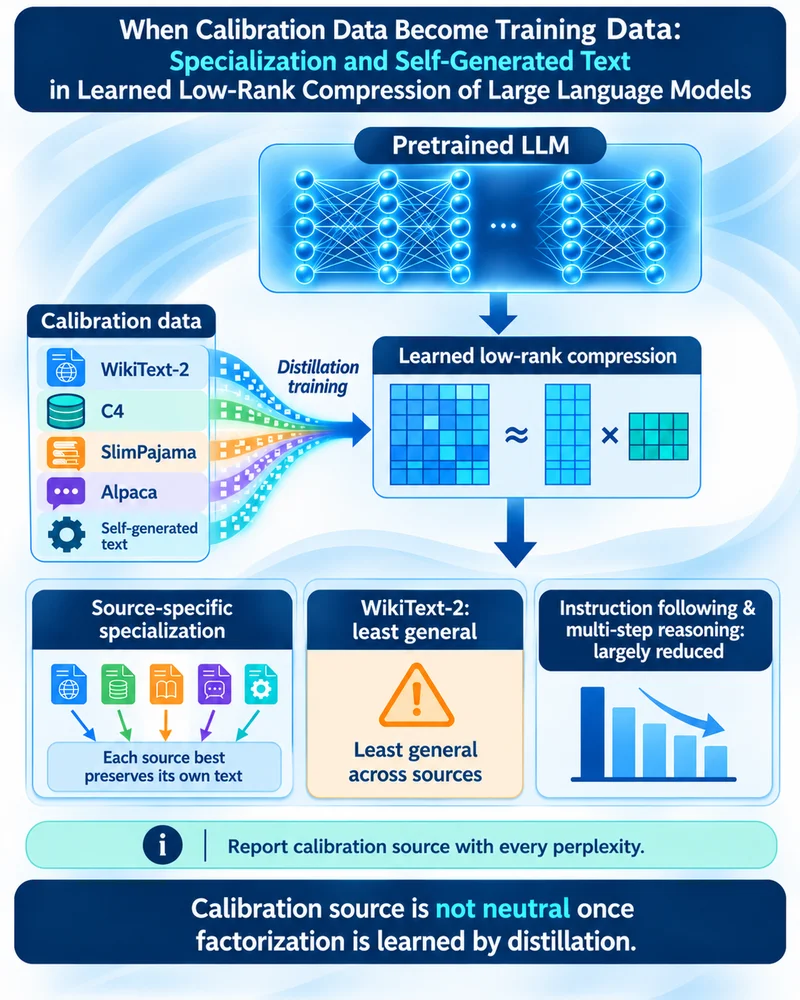 When Calibration Data Become Training Data:
Specialization and Self-Generated Text
in Learned Low-Rank Compression of Large Language Models
Pretrained LLM
...
Calibration data
WikiText-2
C4
SlimPajama
Alpaca
Self-generated
text
Distillation
training
Learned low-rank compression
≈ ×
Source-specific
specialization
Each source best
preserves its own text
WikiText-2:
least general
!
Least general
across sources
Instruction following &
multi-step reasoning:
largely reduced
i
Report calibration source with every perplexity.
Calibration source is not neutral once
factorization is learned by distillation.